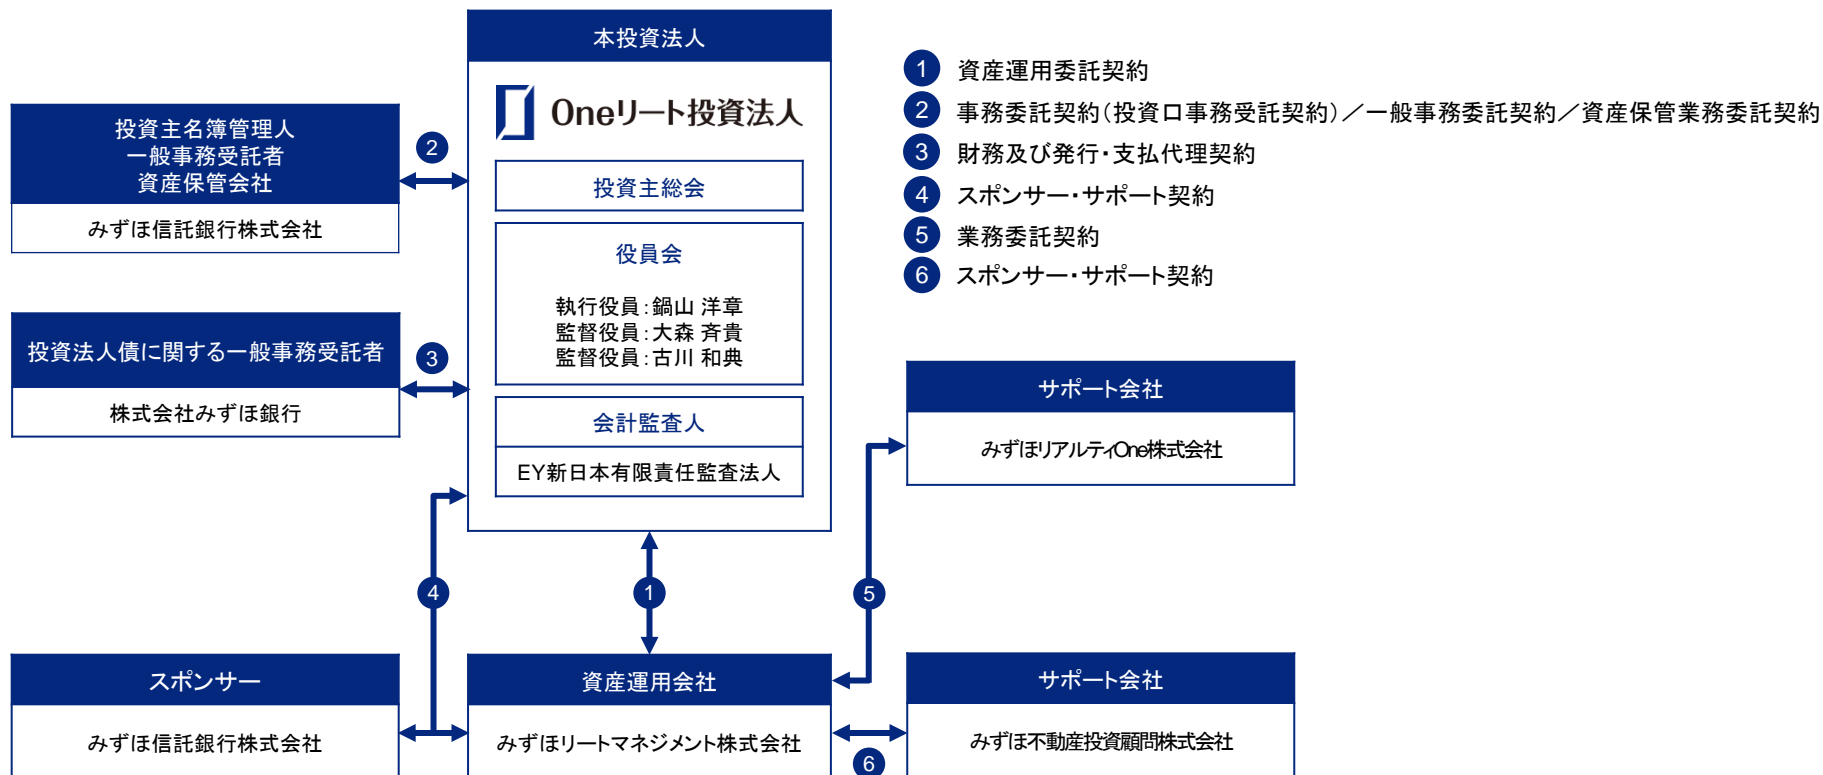 本投資法人
Oneリート投資法人
投資主総会
役員会
執行役員:鍋山 洋章
監督役員:大森 斉貴
監督役員:古川 和典
会計監査人
EY新日本有限責任監査法人
投資主名簿管理人
一般事務受託者
資産保管会社
みずほ信託銀行株式会社
2
投資法人債に関する一般事務受託者
株式会社みずほ銀行
3
1 資産運用委託契約
2 事務委託契約(投資口事務受託契約)/一般事務委託契約/資産保管業務委託契約
3 財務及び発行・支払代理契約
4 スポンサー・サポート契約
5 業務委託契約
6 スポンサー・サポート契約
サポート会社
みずほリアルティOne株式会社
4
1
5
スポンサー
みずほ信託銀行株式会社
資産運用会社
みずほリートマネジメント株式会社
6
サポート会社
みずほ不動産投資顧問株式会社